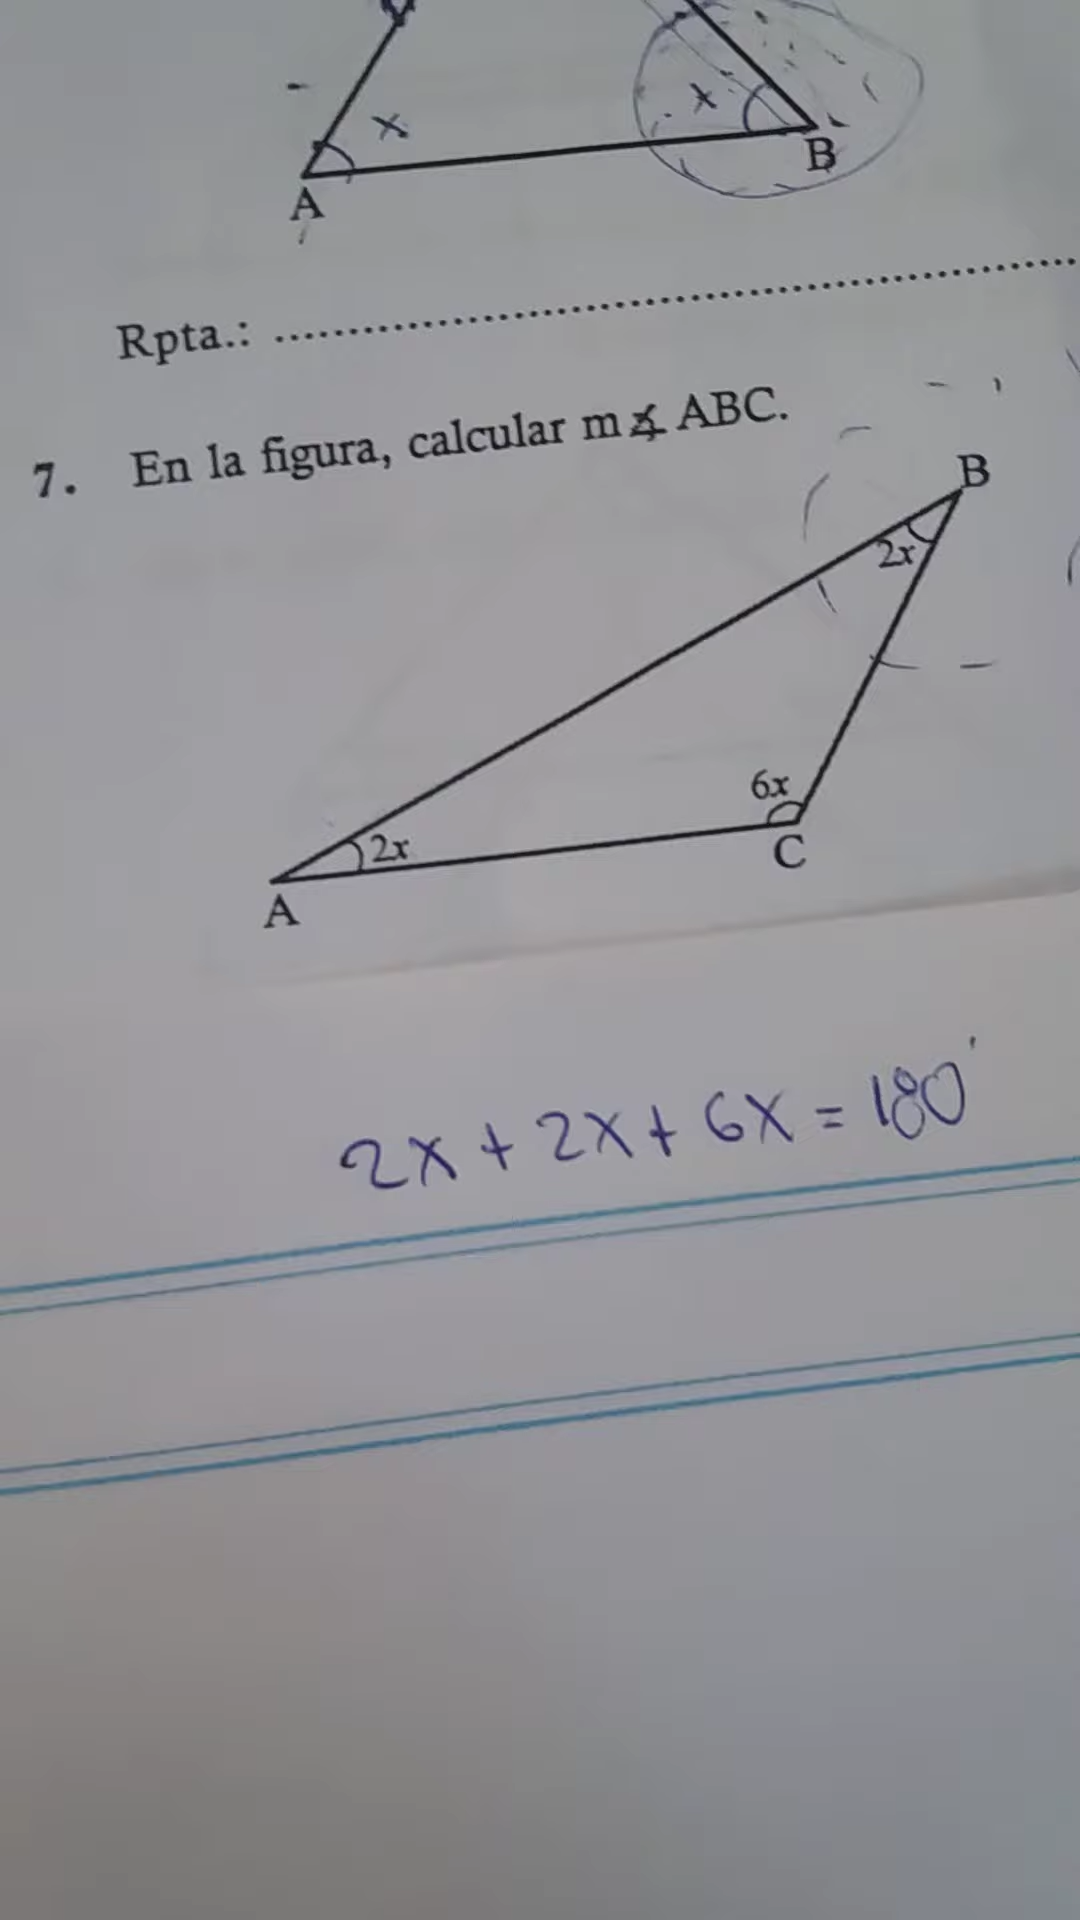 x x
B
A
Rpta.: ........................................................
7. En la figura, calcular m∡ ABC.
B
2x
6x
2x
C
A
2x + 2x + 6x = 180°